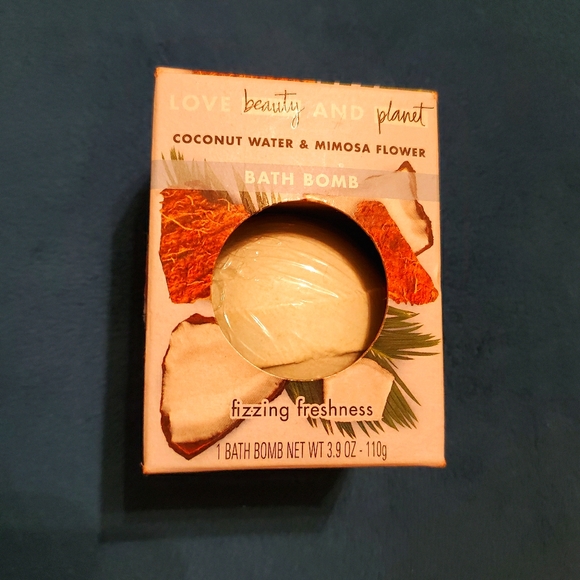 LOVE beauty AND planet
COCONUT WATER & MIMOSA FLOWER
BATH BOMB
fizzing freshness
1 BATH BOMB NET WT 3.9 OZ - 110g